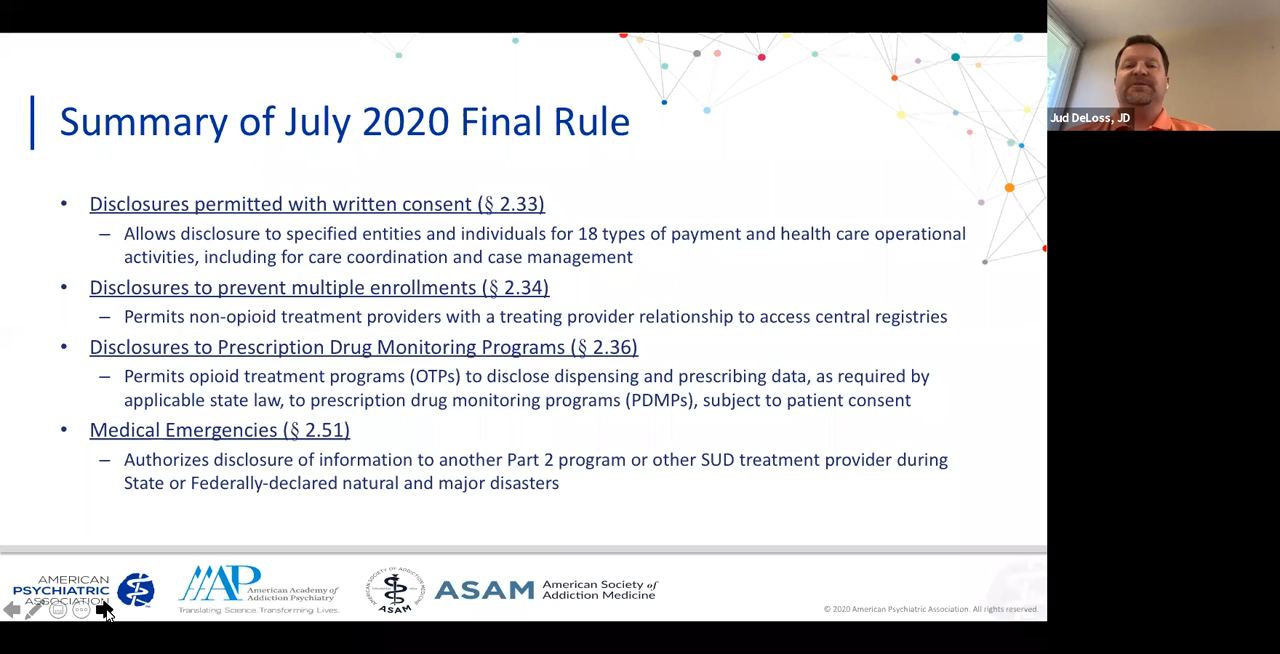 Summary of July 2020 Final Rule
• Disclosures permitted with written consent (§ 2.33)
– Allows disclosure to specified entities and individuals for 18 types of payment and health care operational
activities, including for care coordination and case management
• Disclosures to prevent multiple enrollments (§ 2.34)
– Permits non-opioid treatment providers with a treating provider relationship to access central registries
• Disclosures to Prescription Drug Monitoring Programs (§ 2.36)
– Permits opioid treatment programs (OTPs) to disclose dispensing and prescribing data, as required by
applicable state law, to prescription drug monitoring programs (PDMPs), subject to patient consent
• Medical Emergencies (§ 2.51)
– Authorizes disclosure of information to another Part 2 program or other SUD treatment provider during
State or Federally-declared natural and major disasters
Jud DeLoss, JD
AMERICAN
PSYCHIATRIC
ASSOCIATION
AAAP
American Academy of
Addiction Psychiatry
Translating Science. Transforming Lives.
AMERICAN SOCIETY OF ADDICTION MEDICINE
ASAM
ASAM
American Society of
Addiction Medicine
© 2020 American Psychiatric Association. All rights reserved.